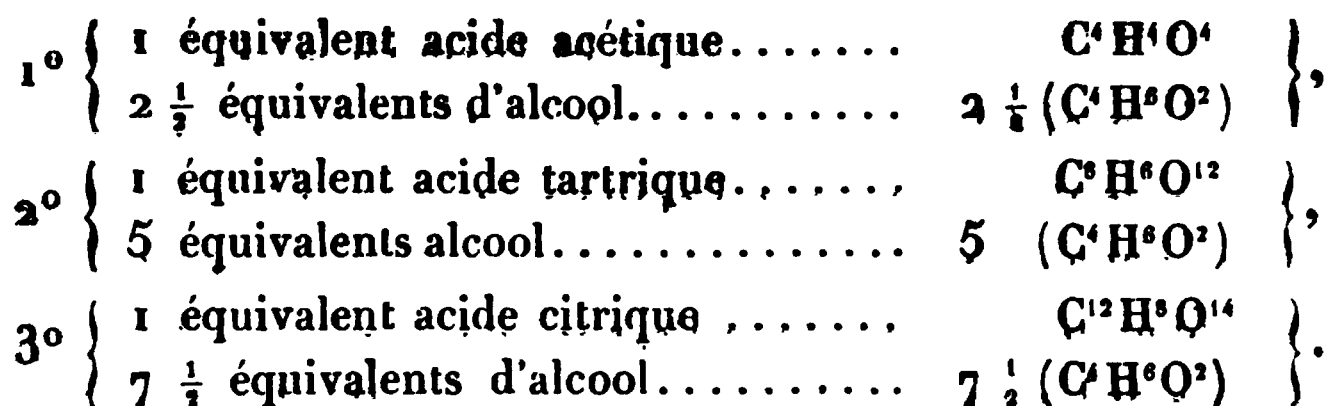 1° { 1 équivalent acide acétique....... C⁴H⁴O⁴ },
2 ½ équivalents d'alcool........... 2 ½ (C⁴H⁶O²)
2° { 1 équivalent acide tartrique....... C⁸H⁶O¹² },
5 équivalents alcool.............. 5 (C⁴H⁶O²)
3° { 1 équivalent acide citrique ....... C¹²H⁸O¹⁴ }.
7 ½ équivalents d'alcool.......... 7 ½ (C⁴H⁶O²)